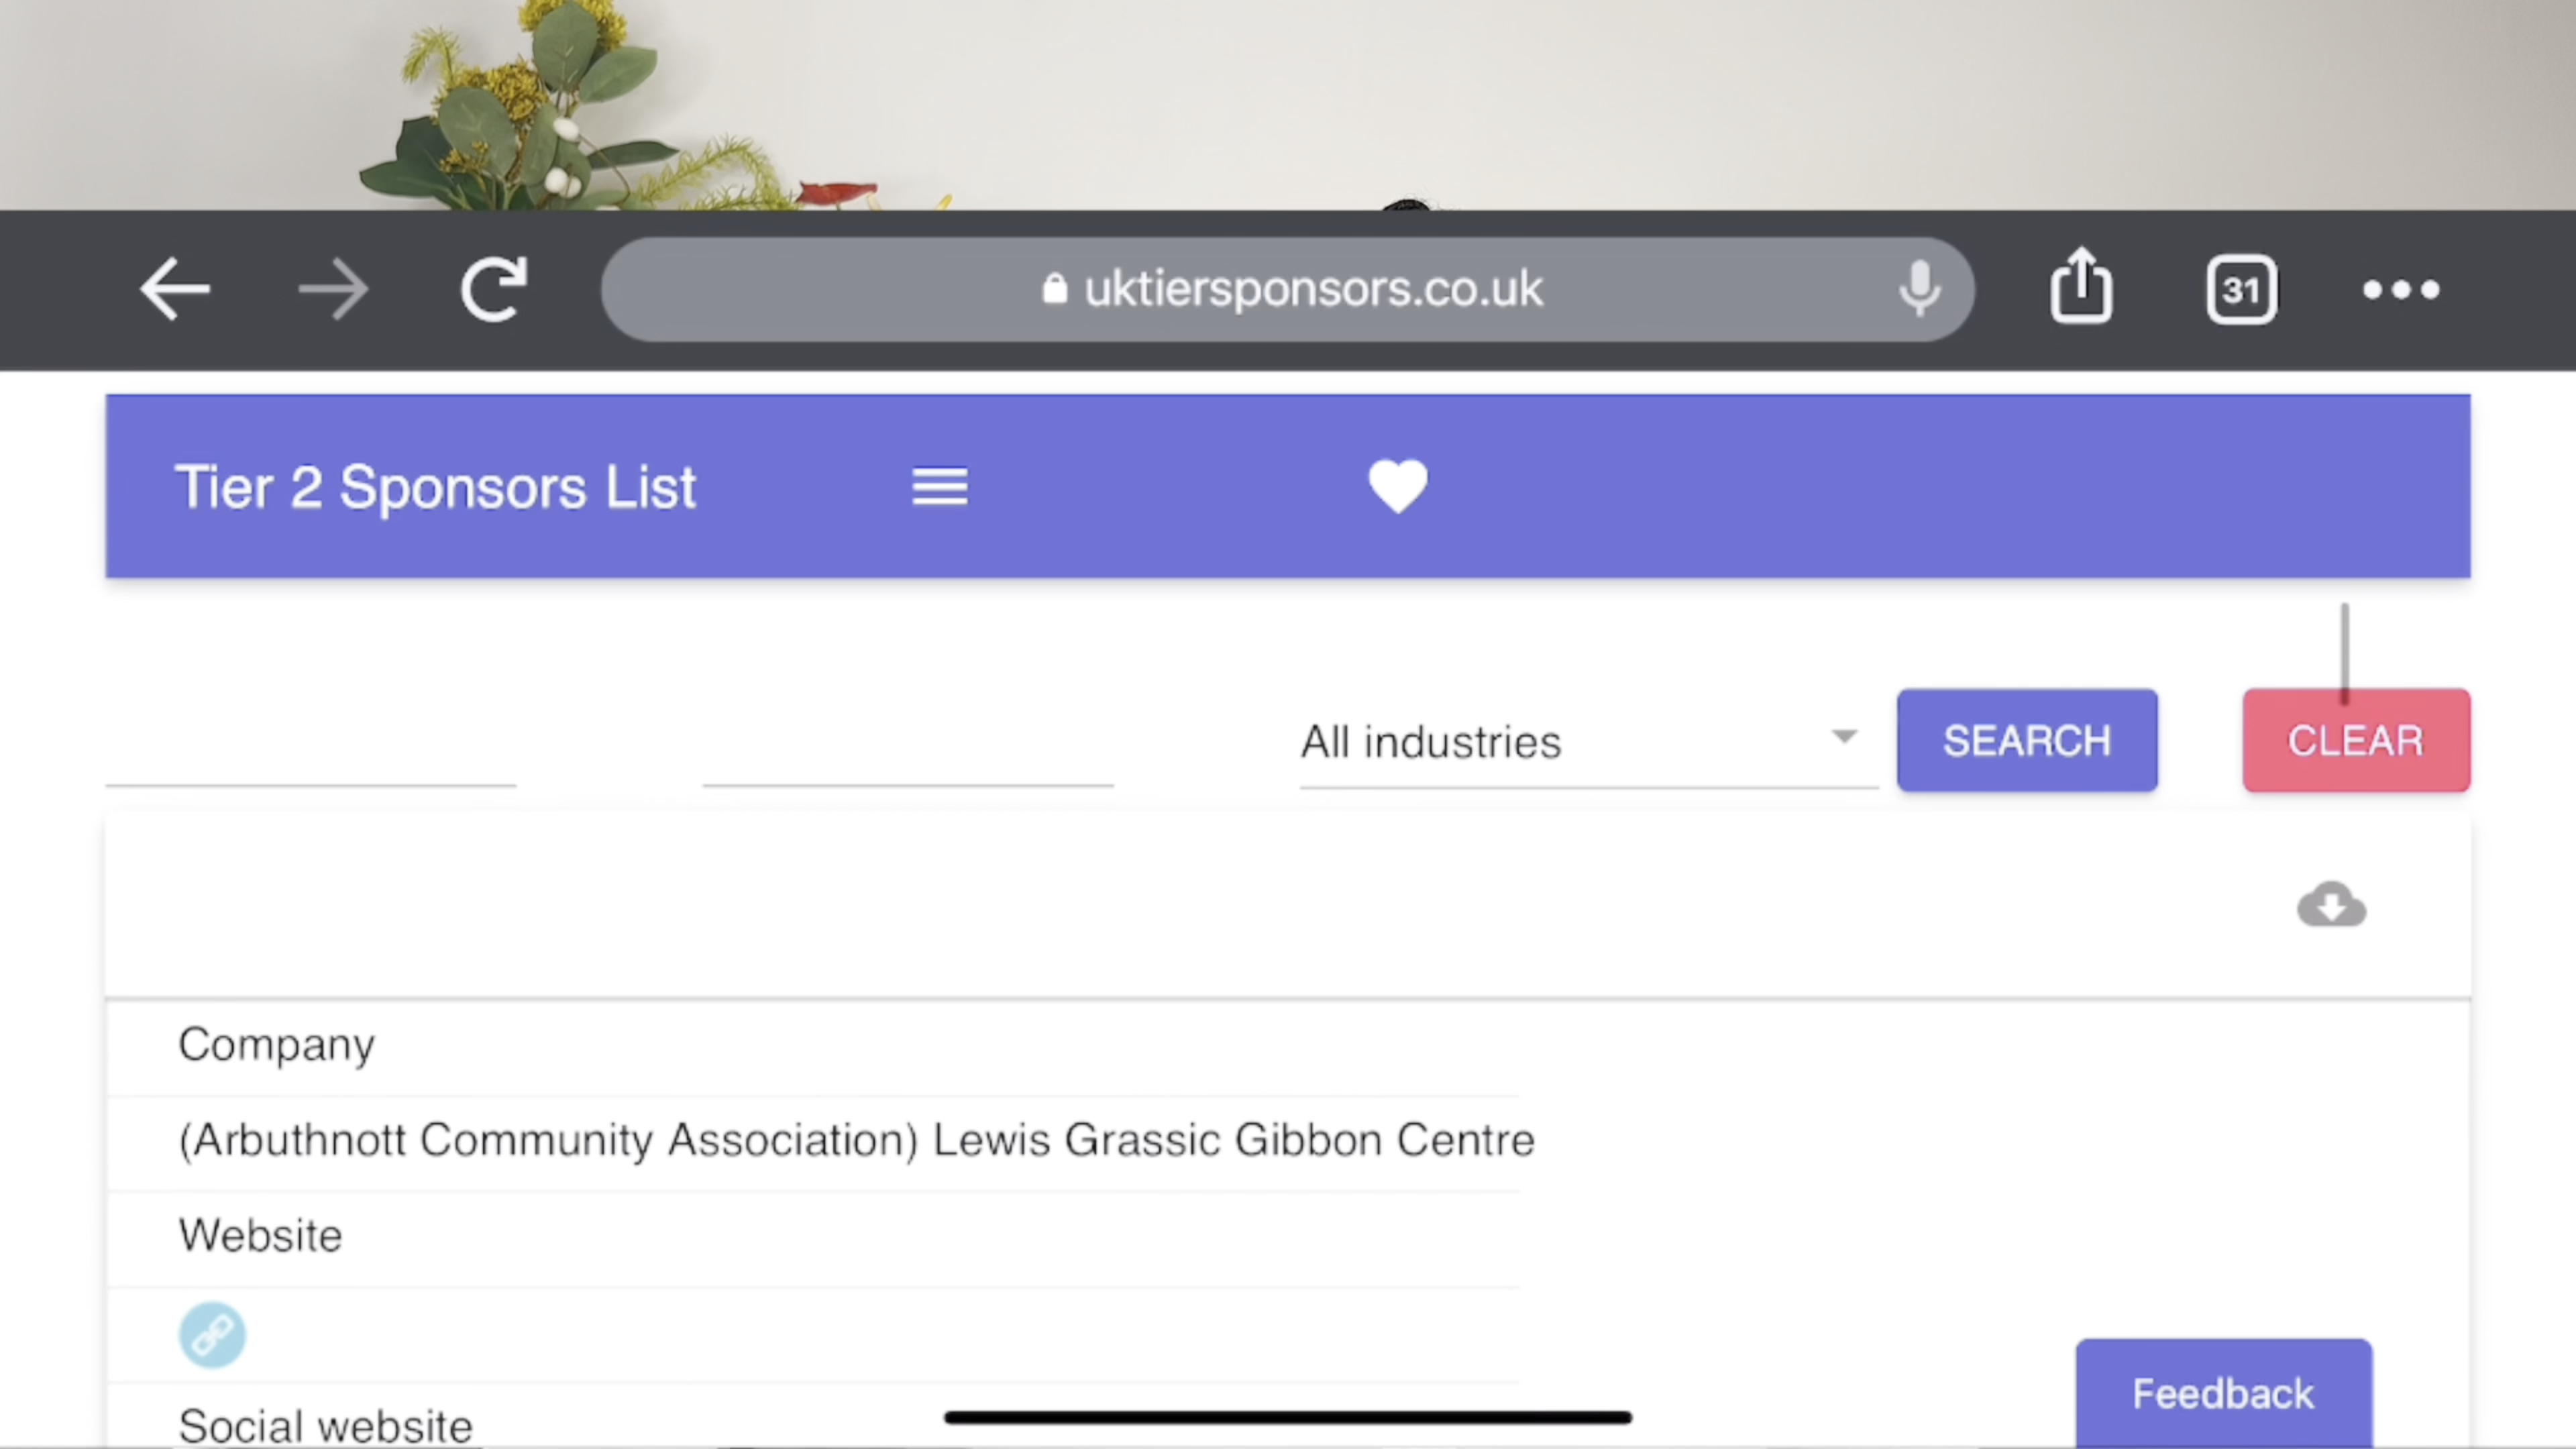 uktiersponsors.co.uk
31
Tier 2 Sponsors List
All industries
SEARCH
CLEAR
Company
(Arbuthnott Community Association) Lewis Grassic Gibbon Centre
Website
Social website
Feedback